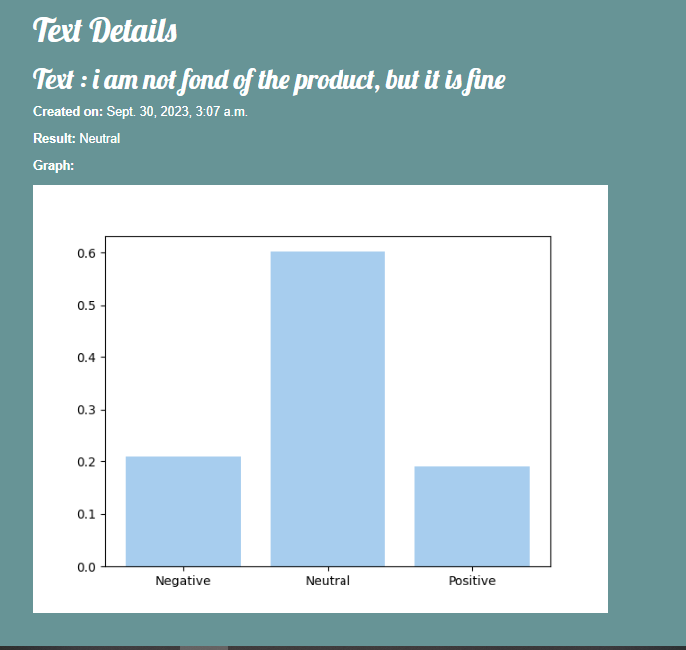 Text Details
Text : i am not fond of the product, but it is fine
Created on: Sept. 30, 2023, 3:07 a.m.
Result: Neutral
Graph:
0.6
0.5
0.4
0.3
0.2
0.1
0.0
Negative Neutral Positive